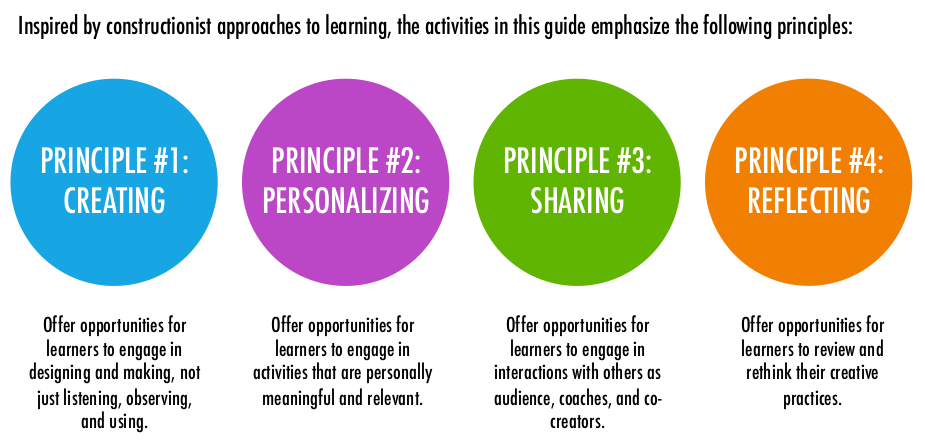 Inspired by constructionist approaches to learning, the activities in this guide emphasize the following principles:
PRINCIPLE #1:
CREATING
Offer opportunities for
learners to engage in
designing and making, not
just listening, observing,
and using.
PRINCIPLE #2:
PERSONALIZING
Offer opportunities for
learners to engage in
activities that are personally
meaningful and relevant.
PRINCIPLE #3:
SHARING
Offer opportunities for
learners to engage in
interactions with others as
audience, coaches, and co-
creators.
PRINCIPLE #4:
REFLECTING
Offer opportunities for
learners to review and
rethink their creative
practices.